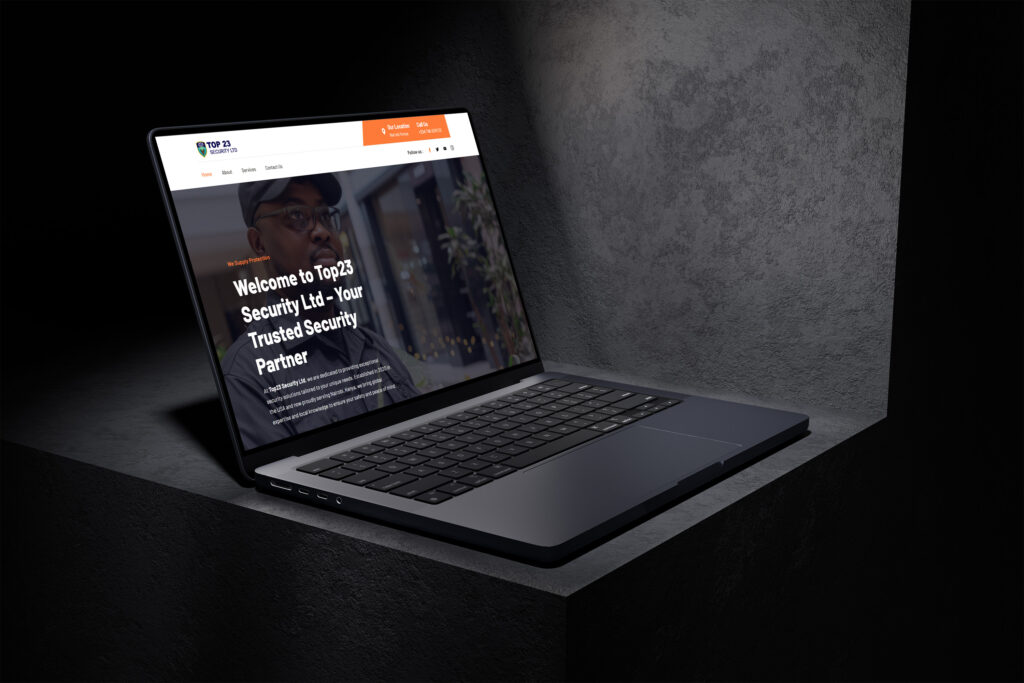 TOP 23
SECURITY LTD
Our Location
Nairobi Kenya
Call Us
Follow us:
Home
About
Services
Contact Us
We Supply Protection
Welcome to Top23
Security Ltd – Your
Trusted Security
Partner
At Top23 Security Ltd, we are dedicated to providing exceptional
security solutions tailored to your unique needs. Established in 2020 in
the USA and now proudly serving Nairobi, Kenya, we bring global
expertise and local knowledge to ensure your safety and peace of mind.